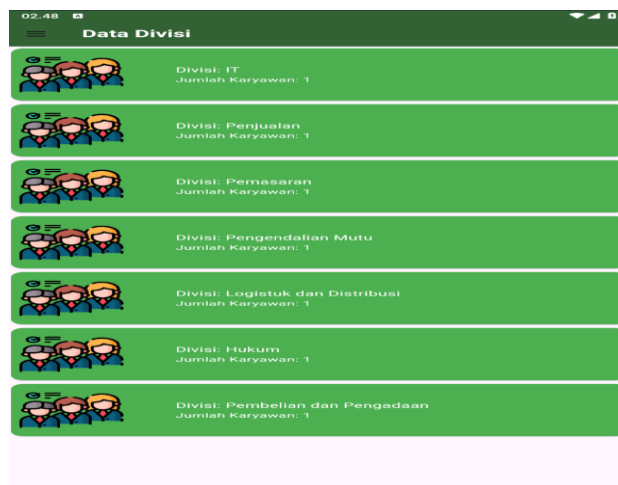 02.48
Data Divisi
Divisi: IT
Jumlah Karyawan: 1
Divisi: Penjualan
Jumlah Karyawan: 1
Divisi: Pemasaran
Jumlah Karyawan: 1
Divisi: Pengendalian Mutu
Jumlah Karyawan: 1
Divisi: Logistuk dan Distribusi
Jumlah Karyawan: 1
Divisi: Hukum
Jumlah Karyawan: 1
Divisi: Pembelian dan Pengadaan
Jumlah Karyawan: 1